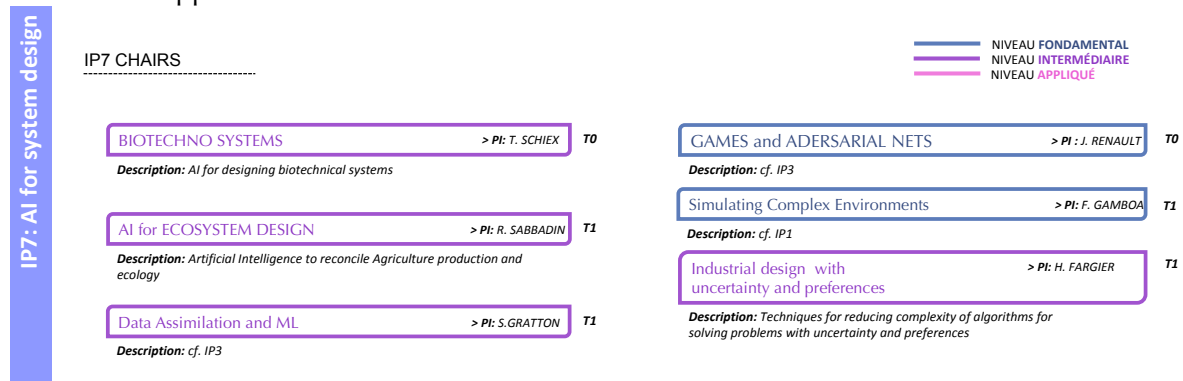 IP7: AI for system design
IP7 CHAIRS
NIVEAU FONDAMENTAL
NIVEAU INTERMÉDIAIRE
NIVEAU APPLIQUÉ
BIOTECHNO SYSTEMS > PI: T. SCHIEX T0
Description: AI for designing biotechnical systems
AI for ECOSYSTEM DESIGN > PI: R. SABBADIN T1
Description: Artificial Intelligence to reconcile Agriculture production and
ecology
Data Assimilation and ML > PI: S.GRATTON T1
Description: cf. IP3
GAMES and ADERSARIAL NETS > PI : J. RENAULT T0
Description: cf. IP3
Simulating Complex Environments > PI: F. GAMBOA T1
Description: cf. IP1
Industrial design with > PI: H. FARGIER T1
uncertainty and preferences
Description: Techniques for reducing complexity of algorithms for
solving problems with uncertainty and preferences